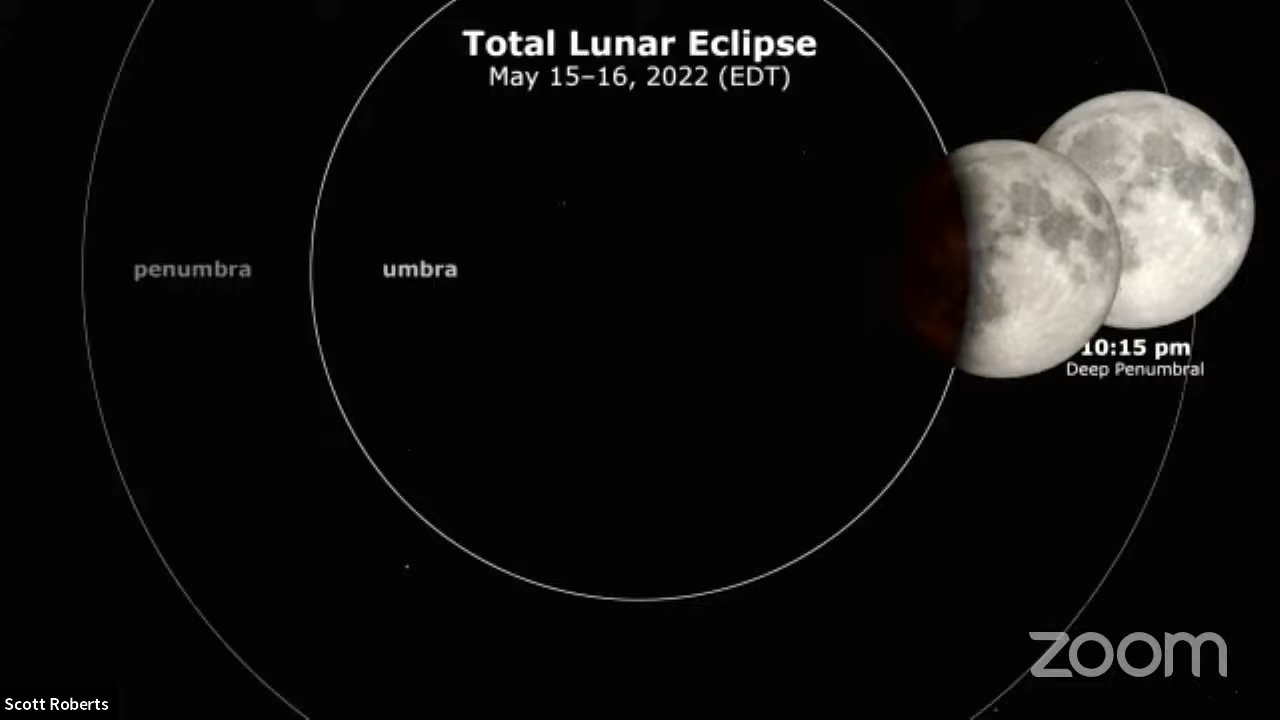 Total Lunar Eclipse
May 15–16, 2022 (EDT)
penumbra
umbra
10:15 pm
Deep Penumbral
zoom
Scott Roberts